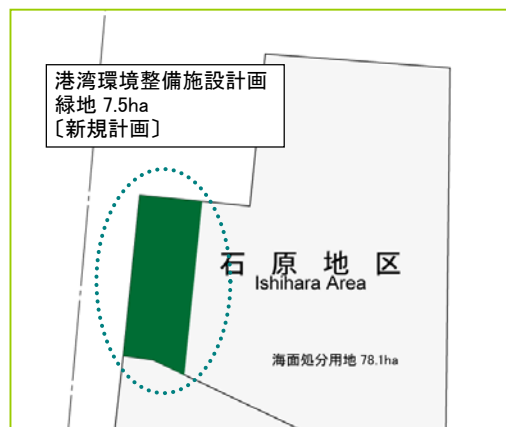 港湾環境整備施設計画
緑地 7.5ha
〔新規計画〕
石原地区
Ishihara Area
海面処分用地 78.1ha